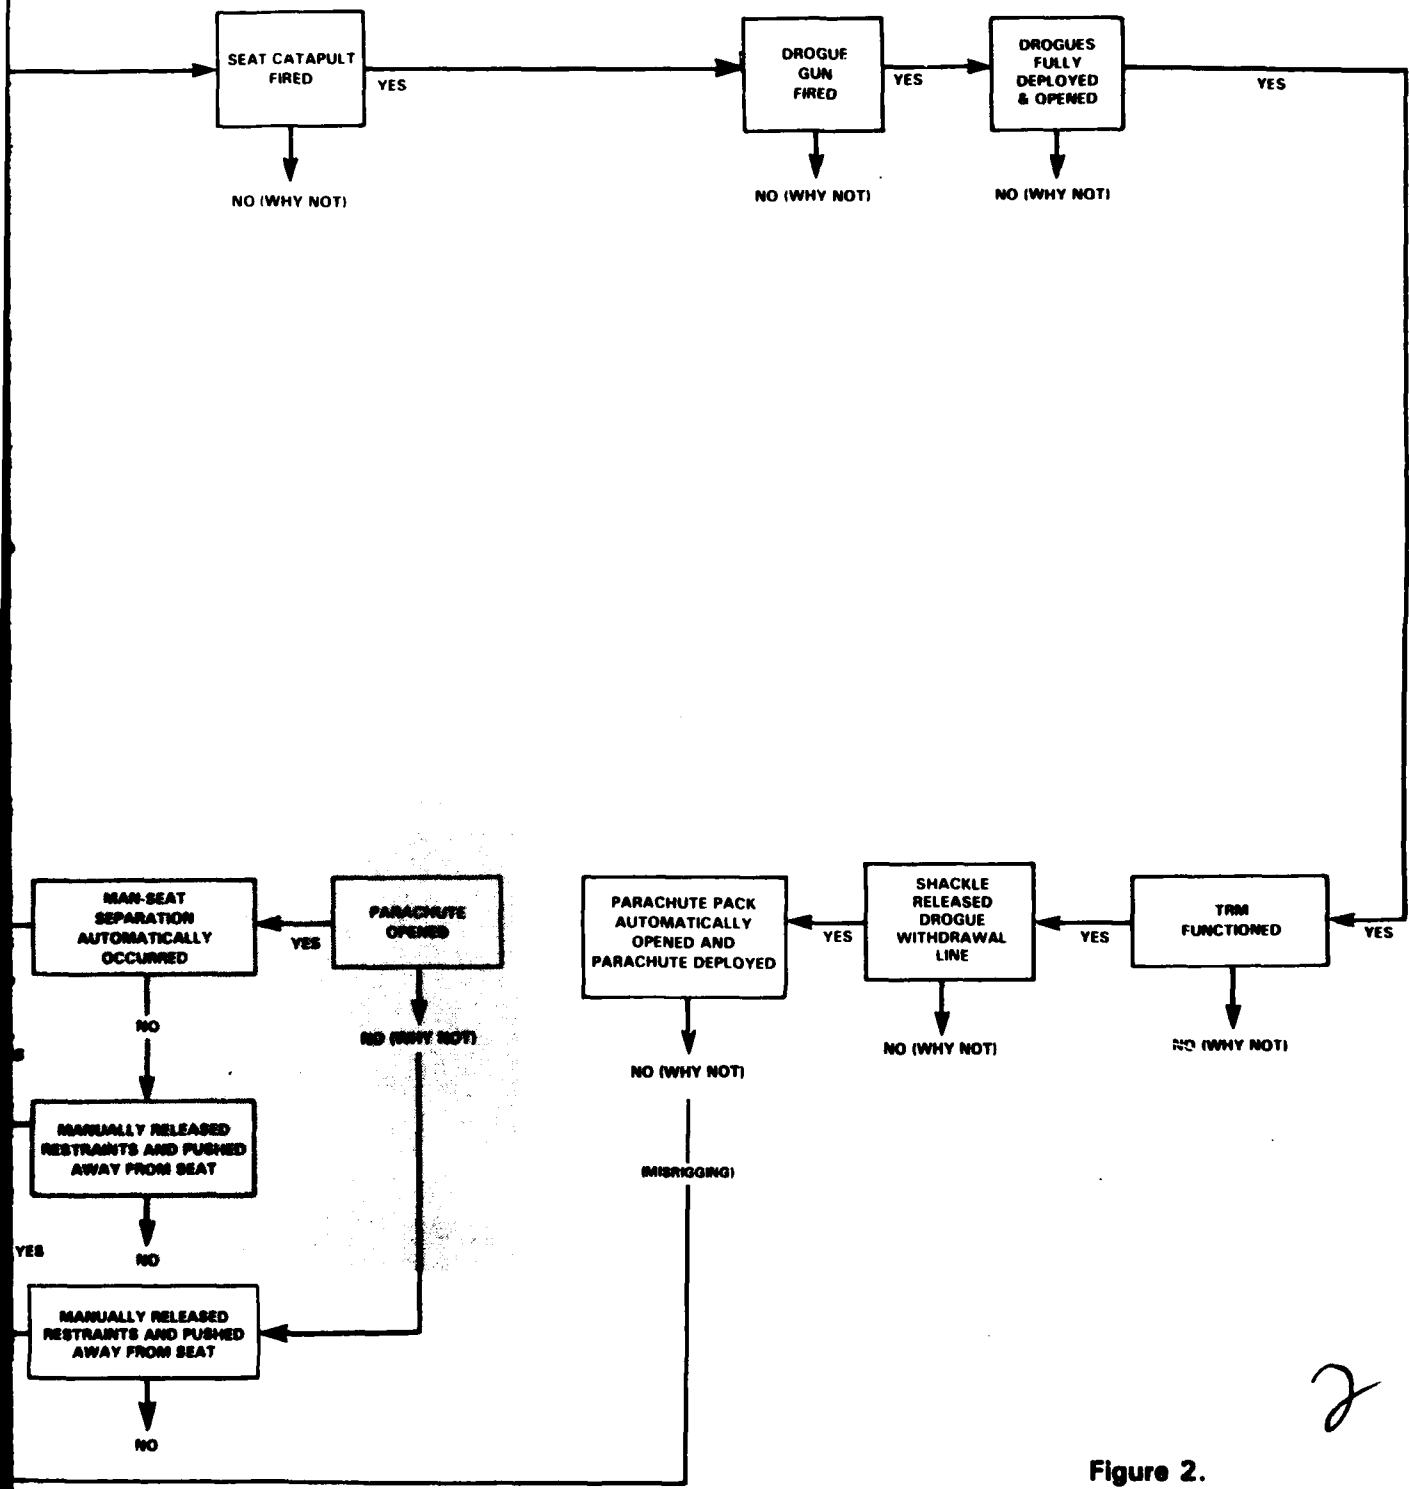 SEAT CATAPULT
FIRED
YES
NO (WHY NOT)
DROGUE
GUN
FIRED
YES
NO (WHY NOT)
DROGUES
FULLY
DEPLOYED
& OPENED
YES
NO (WHY NOT)
MAN-SEAT
SEPARATION
AUTOMATICALLY
OCCURRED
YES
PARACHUTE
OPENED
PARACHUTE PACK
AUTOMATICALLY
OPENED AND
PARACHUTE DEPLOYED
YES
SHACKLE
RELEASED
DROGUE
WITHDRAWAL
LINE
YES
TRM
FUNCTIONED
YES
NO
NO (WHY NOT)
NO (WHY NOT)
NO (WHY NOT)
NO (WHY NOT)
S
MANUALLY RELEASED
RESTRAINTS AND PUSHED
AWAY FROM SEAT
(MISRIGGING)
YES
NO
MANUALLY RELEASED
RESTRAINTS AND PUSHED
AWAY FROM SEAT
NO
2
Figure 2.